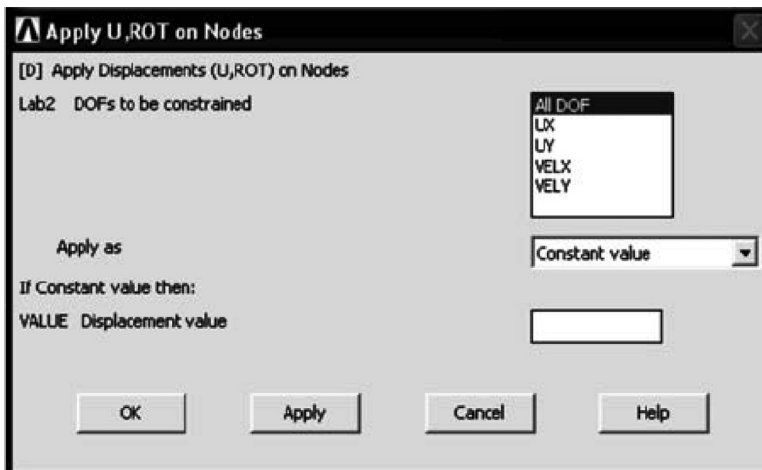 Apply U,ROT on Nodes
[D] Apply Displacements (U,ROT) on Nodes
Lab2 DOFs to be constrained
All DOF
UX
UY
VELX
VELY
Apply as
Constant value
If Constant value then:
VALUE Displacement value
OK
Apply
Cancel
Help